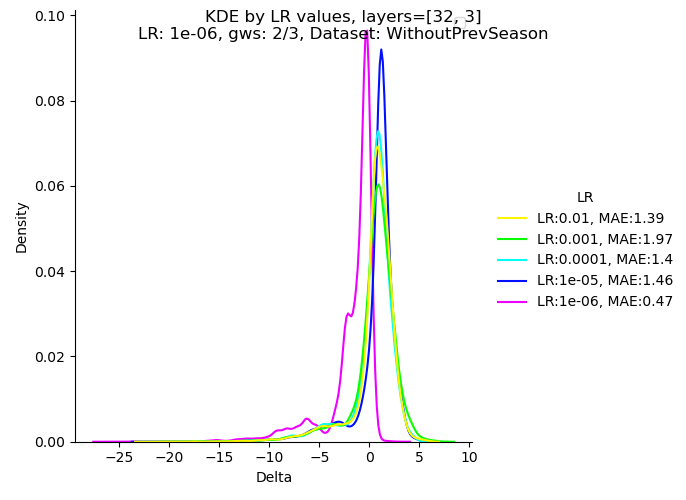 KDE by LR values, layers=[32, 3]
LR: 1e-06, gws: 2/3, Dataset: WithoutPrevSeason
0.10
0.08
0.06
0.04
0.02
0.00
Density
−25
−20
−15
−10
−5
0
5
10
Delta
LR
LR:0.01, MAE:1.39
LR:0.001, MAE:1.97
LR:0.0001, MAE:1.4
LR:1e-05, MAE:1.46
LR:1e-06, MAE:0.47